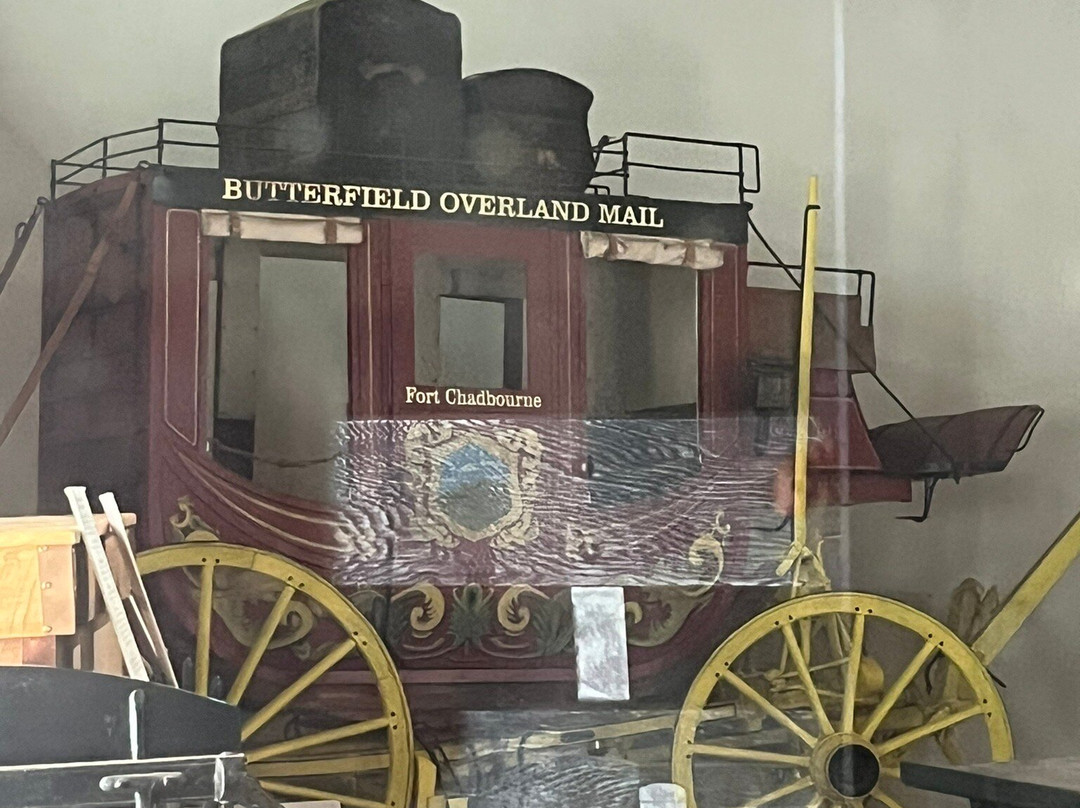 BUTTERFIELD OVERLAND MAIL
Fort Chadbourne